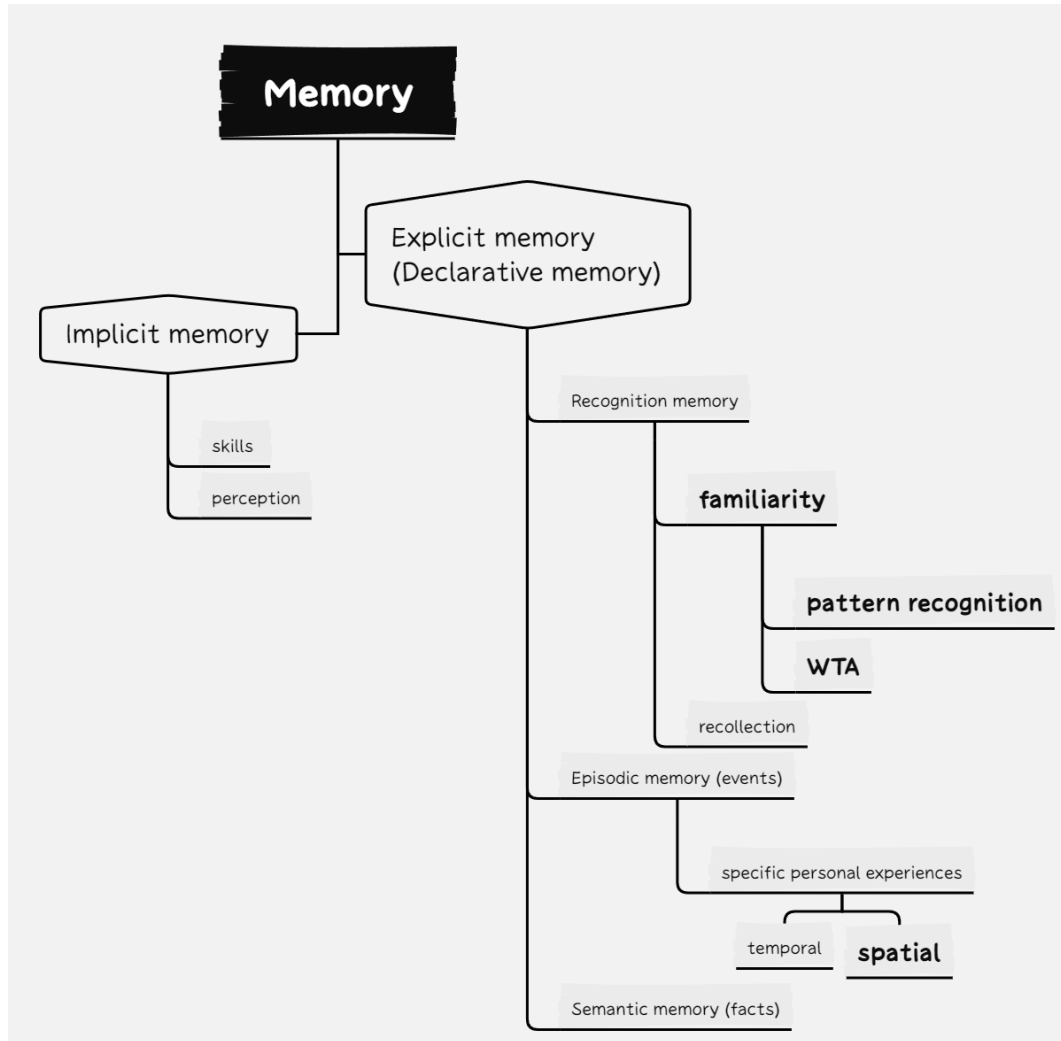 Memory
Explicit memory
(Declarative memory)
Implicit memory
Recognition memory
skills
perception
familiarity
pattern recognition
WTA
recollection
Episodic memory (events)
specific personal experiences
temporal
spatial
Semantic memory (facts)